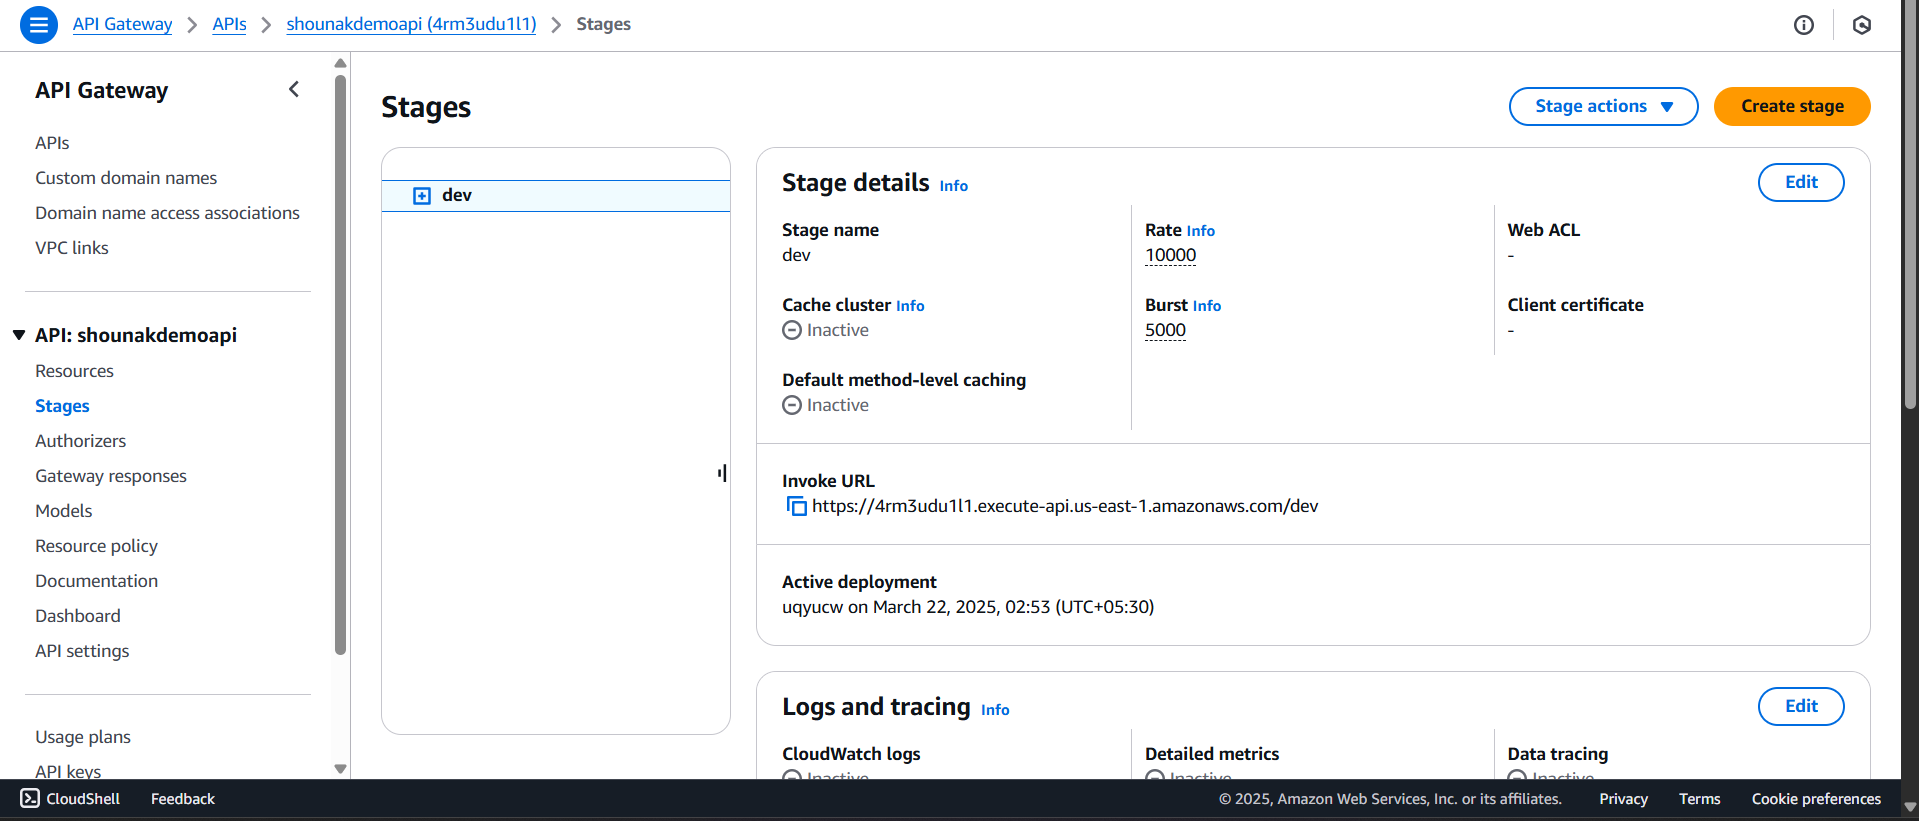 API Gateway > APIs > shounakdemoapi (4rm3udu1l1) > Stages
API Gateway
APIs
Custom domain names
Domain name access associations
VPC links
API: shounakdemoapi
Resources
Stages
Authorizers
Gateway responses
Models
Resource policy
Documentation
Dashboard
API settings
Usage plans
API keys
Stages
Stage actions
Create stage
dev
Stage details Info
Edit
Stage name
dev
Rate Info
10000
Web ACL
-
Cache cluster Info
Inactive
Burst Info
5000
Client certificate
-
Default method-level caching
Inactive
Invoke URL
https://4rm3udu1l1.execute-api.us-east-1.amazonaws.com/dev
Active deployment
uqyucw on March 22, 2025, 02:53 (UTC+05:30)
Logs and tracing Info
Edit
CloudWatch logs
Inactive
Detailed metrics
Inactive
Data tracing
Inactive
CloudShell
Feedback
© 2025, Amazon Web Services, Inc. or its affiliates.
Privacy
Terms
Cookie preferences